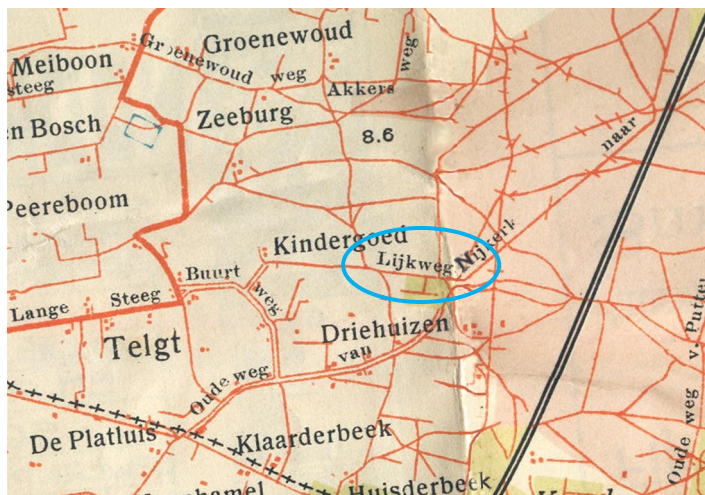 Groenewoud
Groenewoud weg
weg
Meiboon
steeg
Akkers
n Bosch
Zeeburg
8.6
naar
Peereboom
Kindergoed
Lijkweg
Nijkerk
Buurt
weg
Lange Steeg
Telgt
Driehuizen
van
Oude weg
Oude weg v. Putten
De Platluis
Klaarderbeek
hamel
Huisderbeek